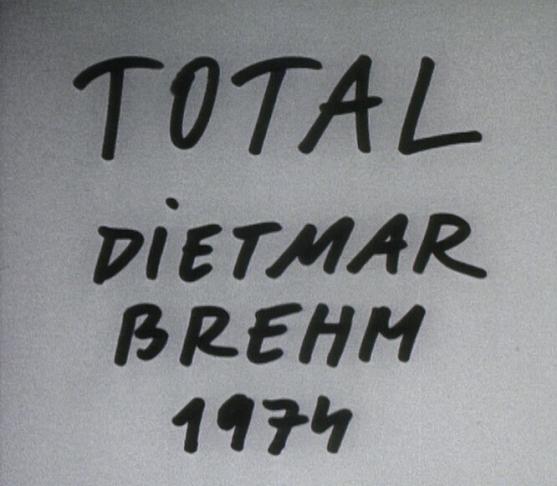 TOTAL
DiETMAR
BREHM
1974